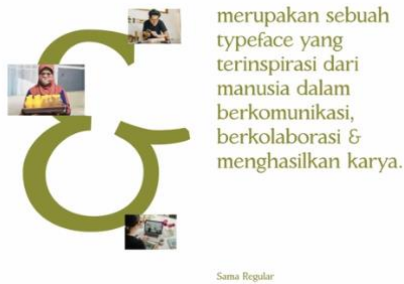 &
merupakan sebuah
typeface yang
terinspirasi dari
manusia dalam
berkomunikasi,
berkolaborasi &
menghasilkan karya.
Sama Regular